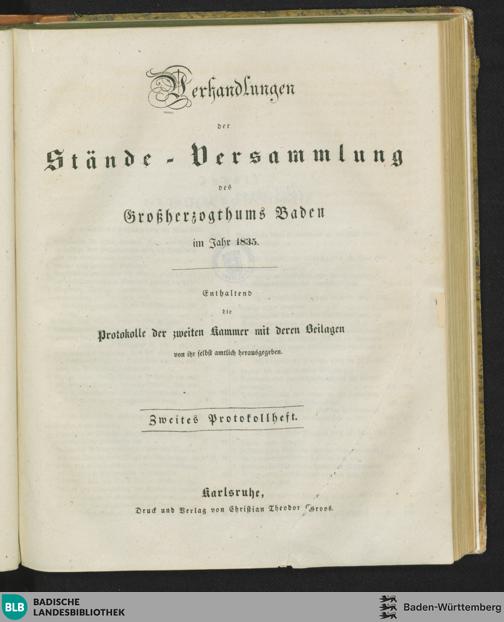 Verhandlungen
der
Stände-Versammlung
des
Großherzogthums Baden
im Jahr 1835.
Enthaltend
die
Protokolle der zweiten Kammer mit deren Beilagen
von ihr selbst amtlich herausgegeben.
Zweites Protokollheft.
Karlsruhe,
Druck und Verlag von Christian Theodor Groos.
BLB BADISCHE
LANDESBIBLIOTHEK
Baden-Württemberg